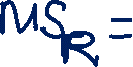 MS_R =